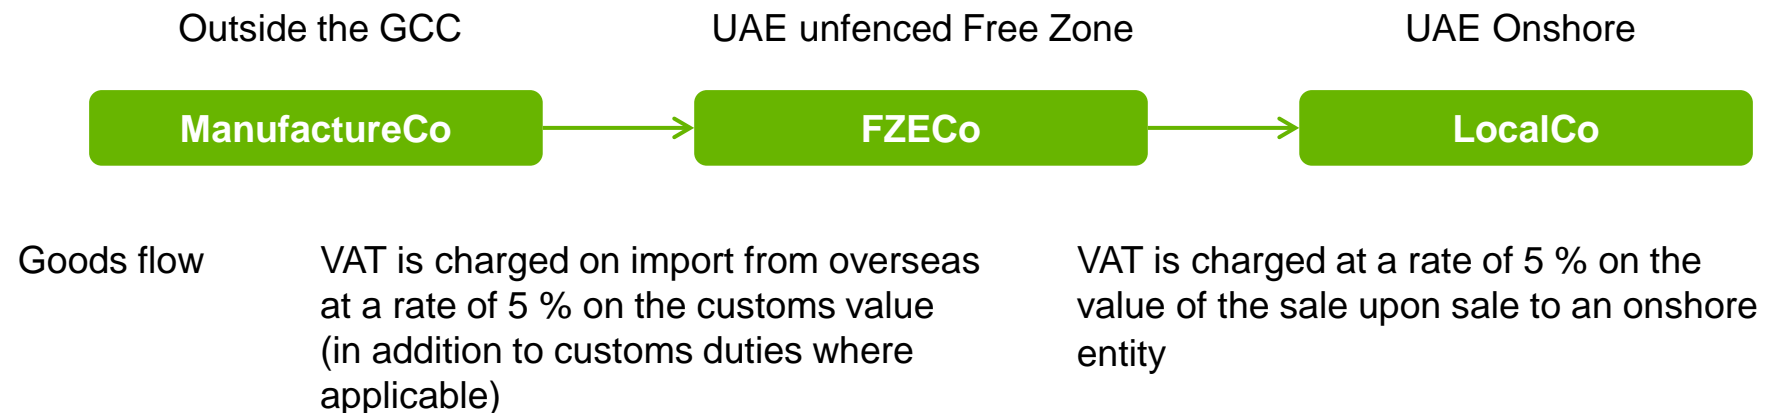 Outside the GCC
UAE unfenced Free Zone
UAE Onshore
ManufactureCo
FZECo
LocalCo
Goods flow
VAT is charged on import from overseas
at a rate of 5 % on the customs value
(in addition to customs duties where
applicable)
VAT is charged at a rate of 5 % on the
value of the sale upon sale to an onshore
entity